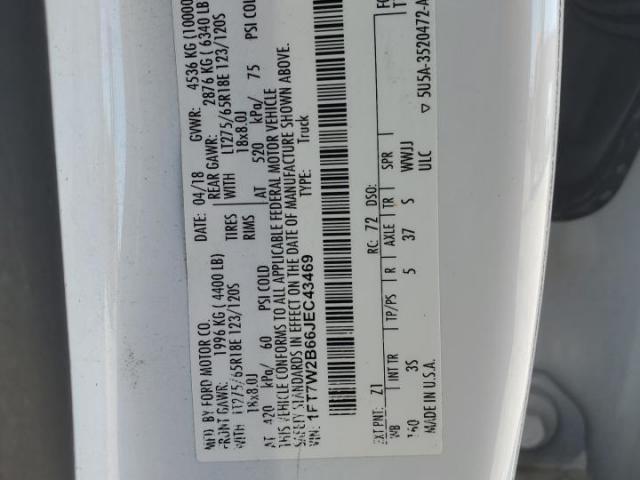 MFD. BY FORD MOTOR CO.
DATE: 04/18 GVWR: 4536 KG (10000
FRONT GAWR: 1996 KG ( 4400 LB)
REAR GAWR: 2876 KG ( 6340 LB
WITH LT275/65R18E 123/120S TIRES WITH LT275/65R18E 123/120S
18x8.0J RIMS 18x8.0J
AT 420 kPa/ 60 PSI COLD AT 520 kPa/ 75 PSI COL
THIS VEHICLE CONFORMS TO ALL APPLICABLE FEDERAL MOTOR VEHICLE
SAFETY STANDARDS IN EFFECT ON THE DATE OF MANUFACTURE SHOWN ABOVE.
VIN: 1FT7W2B66JEC43469 TYPE: Truck
EXT PNT: Z1 RC: 72 DSO:
WB INT TR TP/PS R AXLE TR SPR
160 3S 5 37 S WWJJ
MADE IN U.S.A. ULC
▽ 5U5A-3520472-A